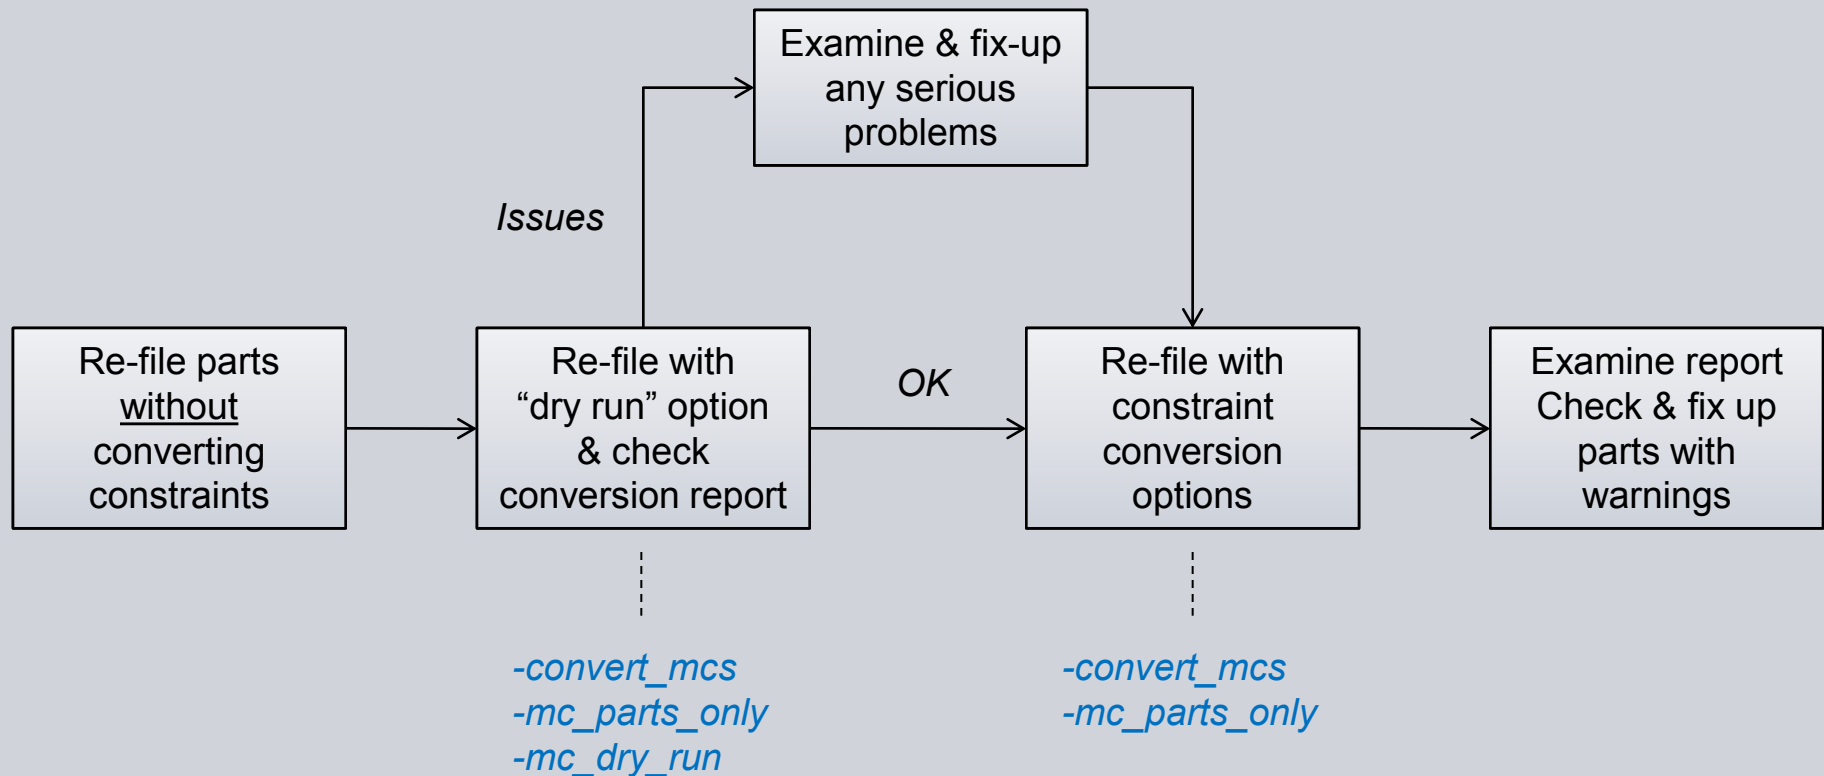 Examine & fix-up
any serious
problems
Issues
Re-file parts
without
converting
constraints
Re-file with
“dry run” option
& check
conversion report
OK
Re-file with
constraint
conversion
options
Examine report
Check & fix up
parts with
warnings
-convert_mcs
-mc_parts_only
-mc_dry_run
-convert_mcs
-mc_parts_only